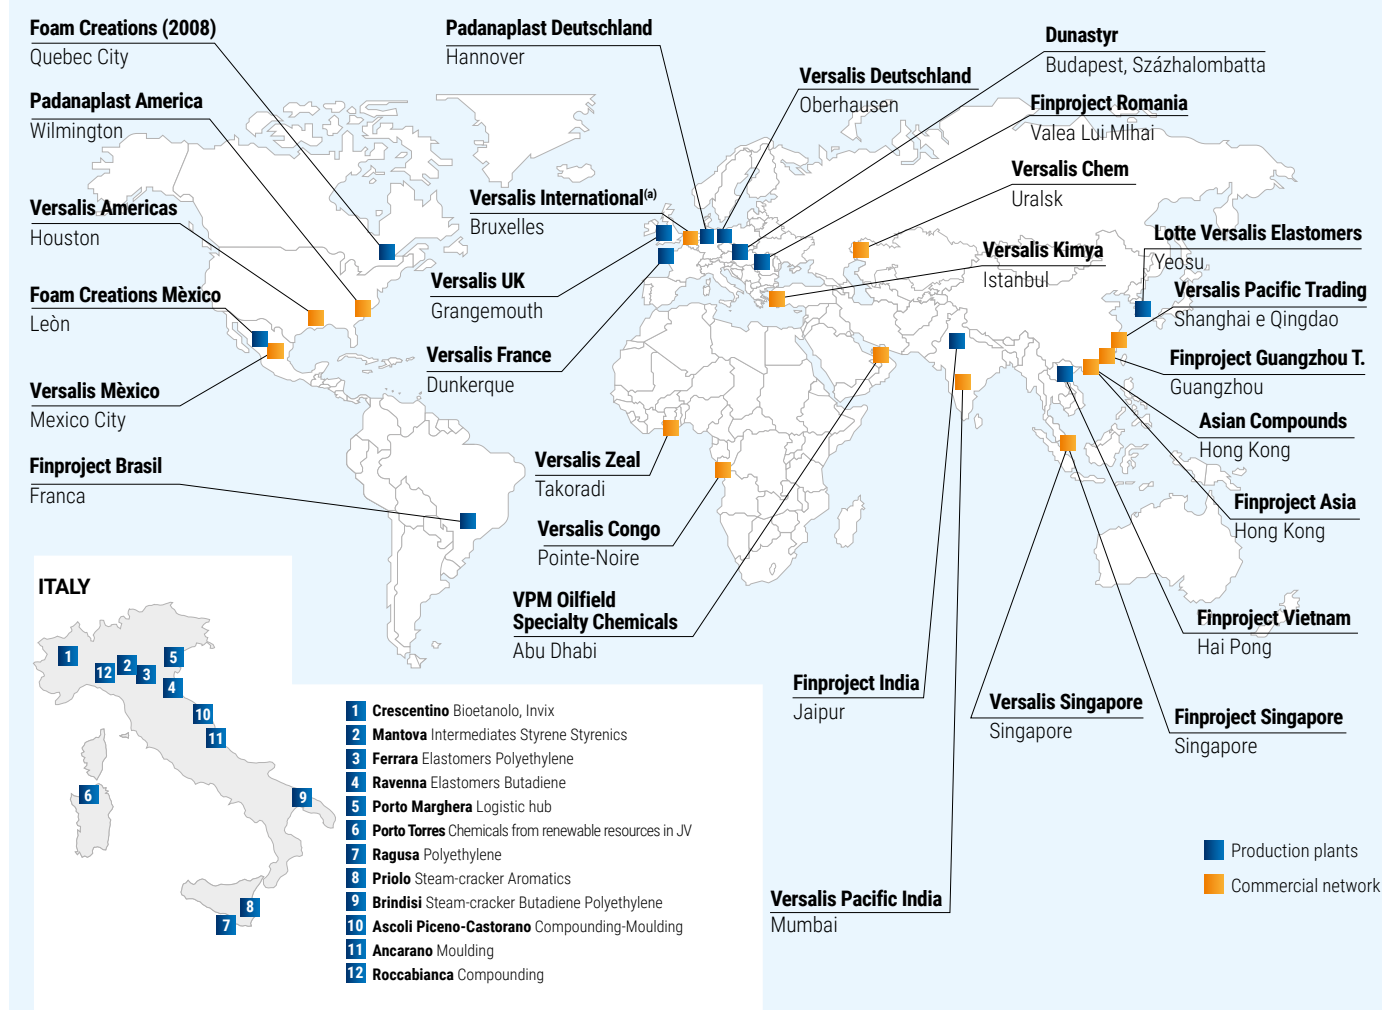 Foam Creations (2008)
Quebec City
Padanaplast America
Wilmington
Versalis Americas
Houston
Foam Creations Mèxico
Leòn
Versalis Mèxico
Mexico City
Finproject Brasil
Franca
Padanaplast Deutschland
Hannover
Versalis Deutschland
Oberhausen
Dunastyr
Budapest, Százhalombatta
Finproject Romania
Valea Lui Mlhai
Versalis Chem
Uralsk
Versalis International(a)
Bruxelles
Versalis UK
Grangemouth
Versalis France
Dunkerque
Versalis Kimya
Istanbul
Lotte Versalis Elastomers
Yeosu
Versalis Pacific Trading
Shanghai e Qingdao
Finproject Guangzhou T.
Guangzhou
Asian Compounds
Hong Kong
Finproject Asia
Hong Kong
Versalis Zeal
Takoradi
Versalis Congo
Pointe-Noire
VPM Oilfield
Specialty Chemicals
Abu Dhabi
Finproject Vietnam
Hai Pong
Finproject India
Jaipur
Versalis Singapore
Singapore
Finproject Singapore
Singapore
Versalis Pacific India
Mumbai
ITALY
1
12
2
3
5
4
10
11
6
9
8
7
1 Crescentino Bioetanolo, Invix
2 Mantova Intermediates Styrene Styrenics
3 Ferrara Elastomers Polyethylene
4 Ravenna Elastomers Butadiene
5 Porto Marghera Logistic hub
6 Porto Torres Chemicals from renewable resources in JV
7 Ragusa Polyethylene
8 Priolo Steam-cracker Aromatics
9 Brindisi Steam-cracker Butadiene Polyethylene
10 Ascoli Piceno-Castorano Compounding-Moulding
11 Ancarano Moulding
12 Roccabianca Compounding
Production plants
Commercial network